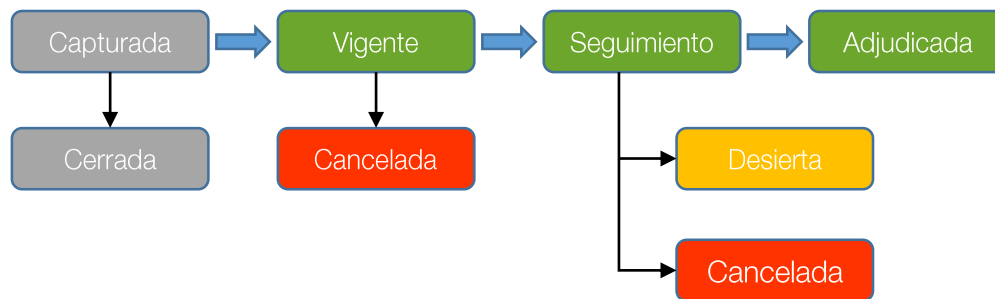 Capturada
Vigente
Seguimiento
Adjudicada
Cerrada
Cancelada
Desierta
Cancelada